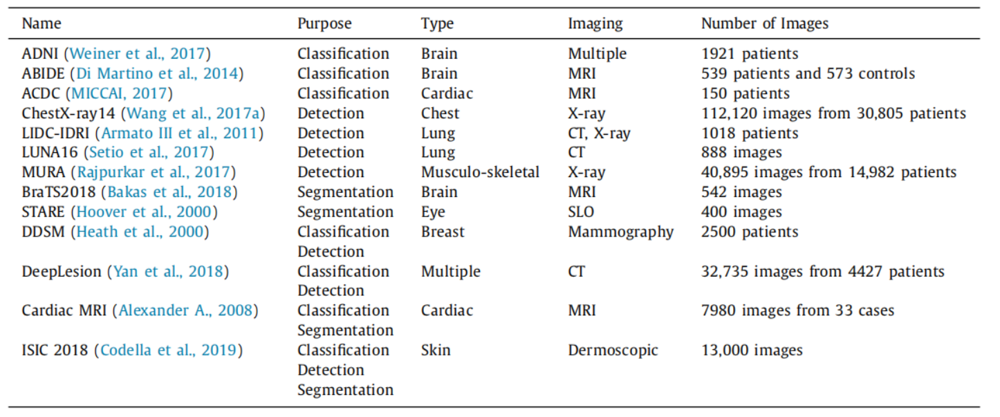 Name Purpose Type Imaging Number of Images
ADNI (Weiner et al., 2017) Classification Brain Multiple 1921 patients
ABIDE (Di Martino et al., 2014) Classification Brain MRI 539 patients and 573 controls
ACDC (MICCAI, 2017) Classification Cardiac MRI 150 patients
ChestX-ray14 (Wang et al., 2017a) Detection Chest X-ray 112,120 images from 30,805 patients
LIDC-IDRI (Armato III et al., 2011) Detection Lung CT, X-ray 1018 patients
LUNA16 (Setio et al., 2017) Detection Lung CT 888 images
MURA (Rajpurkar et al., 2017) Detection Musculo-skeletal X-ray 40,895 images from 14,982 patients
BraTS2018 (Bakas et al., 2018) Segmentation Brain MRI 542 images
STARE (Hoover et al., 2000) Segmentation Eye SLO 400 images
DDSM (Heath et al., 2000) Classification Breast Mammography 2500 patients
Detection
DeepLesion (Yan et al., 2018) Classification Multiple CT 32,735 images from 4427 patients
Detection
Cardiac MRI (Alexander A., 2008) Classification Cardiac MRI 7980 images from 33 cases
Segmentation
ISIC 2018 (Codella et al., 2019) Classification Skin Dermoscopic 13,000 images
Detection
Segmentation